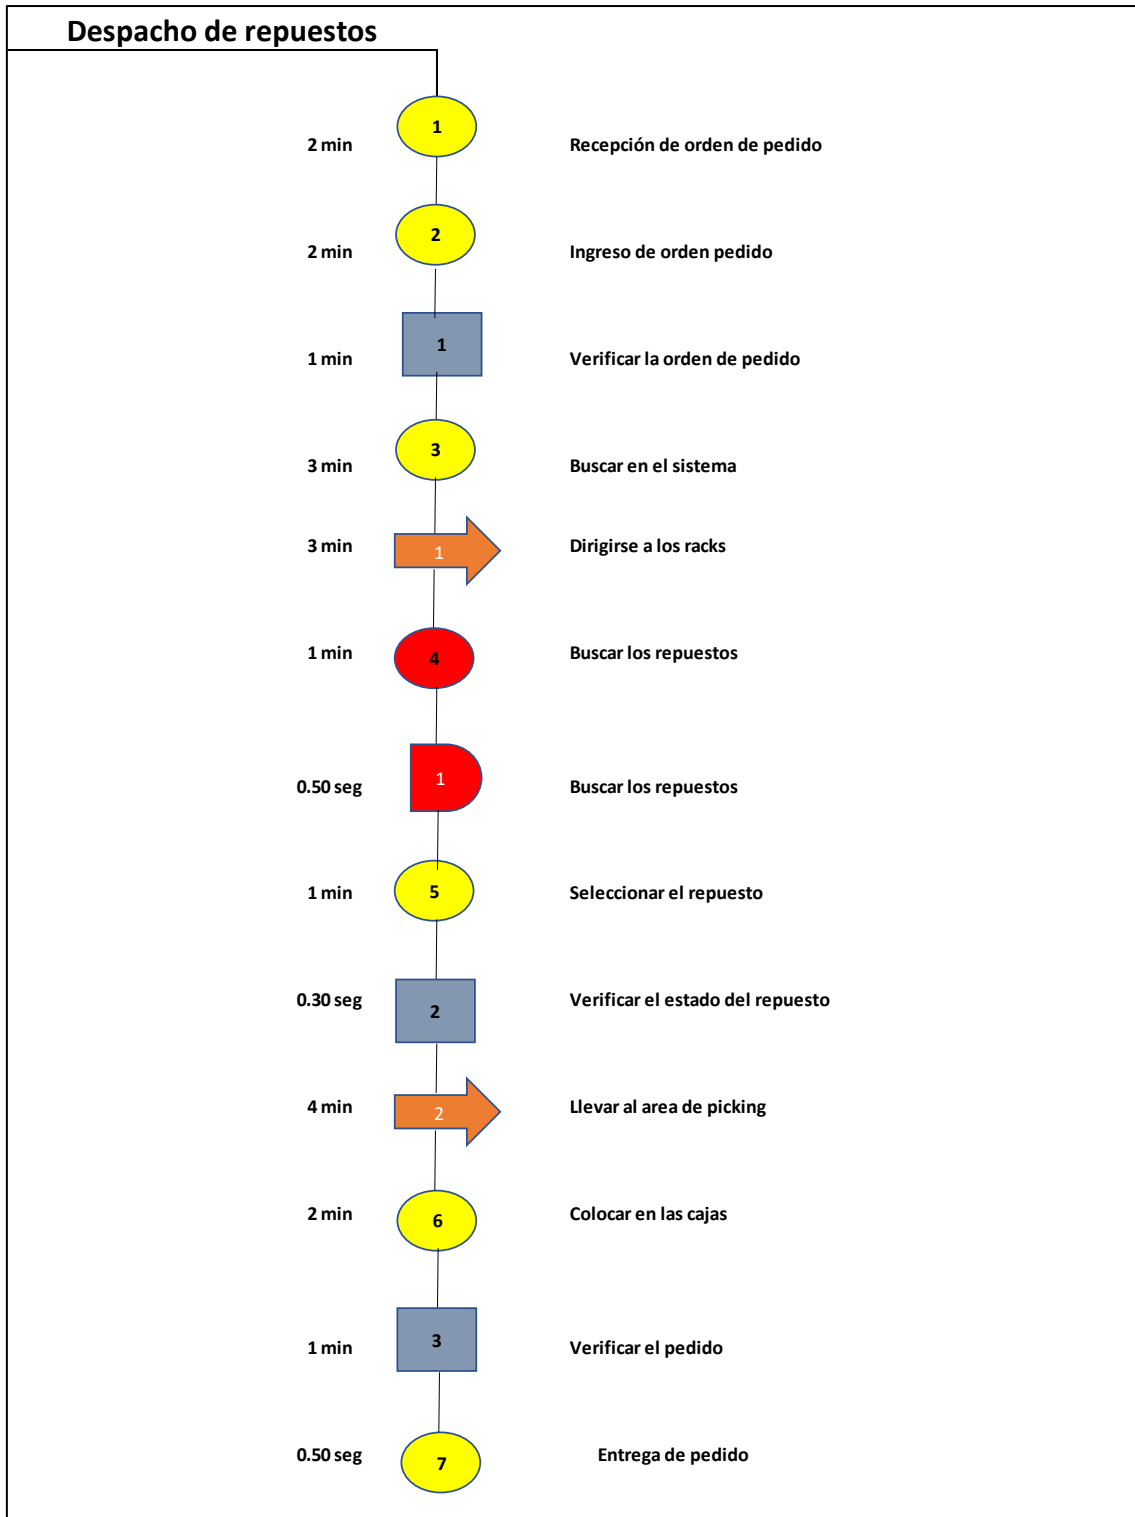 Despacho de repuestos
1
2 min Recepción de orden de pedido
2
2 min Ingreso de orden pedido
1
1 min Verificar la orden de pedido
3
3 min Buscar en el sistema
3 min 1 Dirigirse a los racks
1 min 4 Buscar los repuestos
0.50 seg 1 Buscar los repuestos
1 min 5 Seleccionar el repuesto
0.30 seg 2 Verificar el estado del repuesto
4 min 2 Llevar al area de picking
2 min 6 Colocar en las cajas
1 min 3 Verificar el pedido
0.50 seg 7 Entrega de pedido